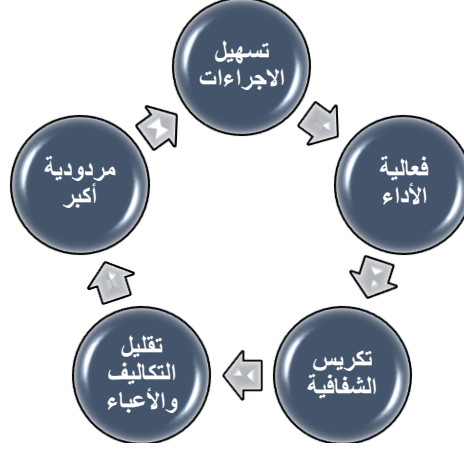 تسهيل
الاجراءات
فعالية
الأداء
تكريس
الشفافية
تقليل
التكاليف
والأعباء
مردودية
أكبر